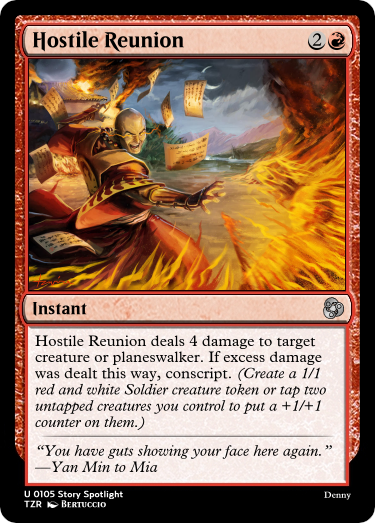 Hostile Reunion 2
Instant
Hostile Reunion deals 4 damage to target
creature or planeswalker. If excess damage
was dealt this way, conscript. (Create a 1/1
red and white Soldier creature token or tap two
untapped creatures you control to put a +1/+1
counter on them.)
“You have guts showing your face here again.”
—Yan Min to Mia
U 0105 Story Spotlight
TZR Bertuccio
Denny